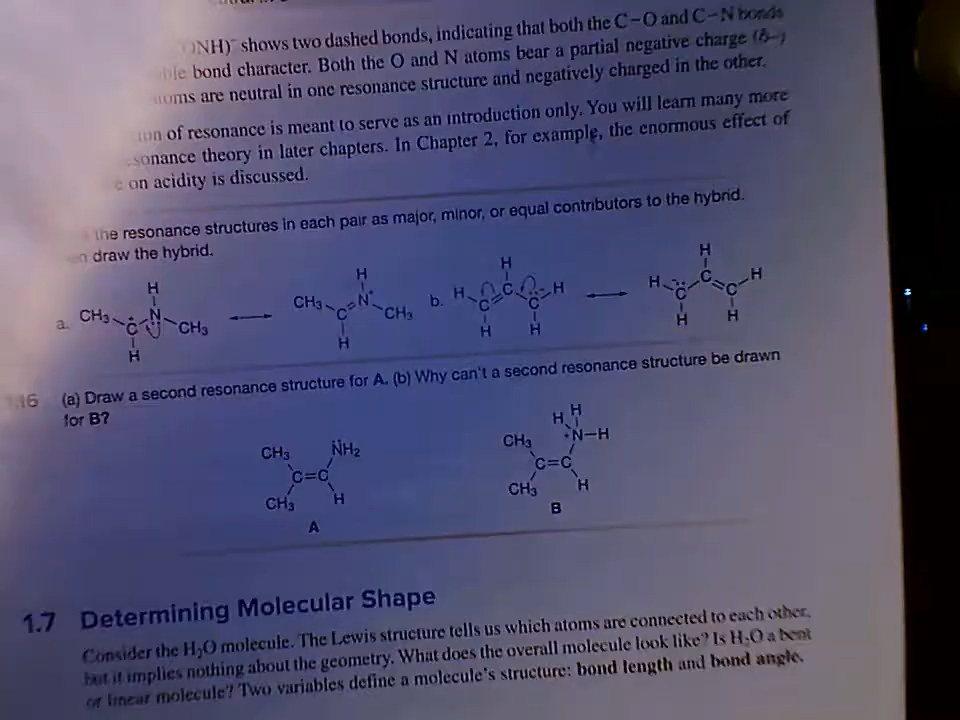 ONH)⁻ shows two dashed bonds, indicating that both the C–O and C–N bonds
bond character. Both the O and N atoms bear a partial negative charge (δ–)
are neutral in one resonance structure and negatively charged in the other.
of resonance is meant to serve as an introduction only. You will learn many more
theory in later chapters. In Chapter 2, for example, the enormous effect of
on acidity is discussed.
the resonance structures in each pair as major, minor, or equal contributors to the hybrid.
draw the hybrid.
a. CH₃ C H N H CH₃ CH₃ C H N⁺ H CH₃
b. H C H C H C H H H C H C H C H H
(a) Draw a second resonance structure for A. (b) Why can't a second resonance structure be drawn
for B?
CH₃ NH₂
C=C
CH₃ H
A
H H
CH₃ +N–H
C=C
CH₃ H
B
1.7 Determining Molecular Shape
Consider the H₂O molecule. The Lewis structure tells us which atoms are connected to each other,
but it implies nothing about the geometry. What does the overall molecule look like? Is H₂O a bent
or linear molecule? Two variables define a molecule's structure: bond length and bond angle.